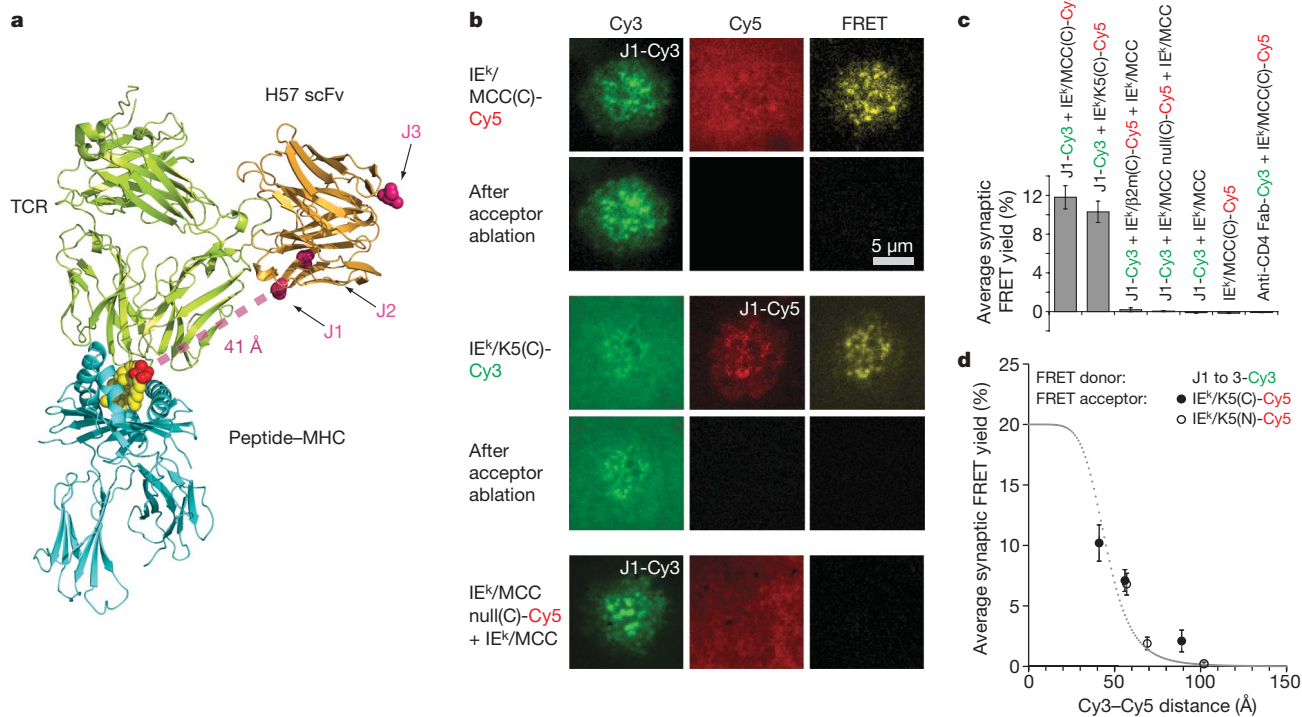 a
H57 scFv
J3
TCR
J2
J1
41 Å
Peptide–MHC
b
Cy3
Cy5
FRET
IEᵏ/
MCC(C)-
Cy5
J1-Cy3
After
acceptor
ablation
5 μm
IEᵏ/K5(C)-
Cy3
J1-Cy5
After
acceptor
ablation
IEᵏ/MCC
null(C)-Cy5
+ IEᵏ/MCC
J1-Cy3
c
Average synaptic
FRET yield (%)
12
8
4
0
J1-Cy3 + IEᵏ/MCC(C)-Cy
J1-Cy3 + IEᵏ/K5(C)-Cy5
J1-Cy3 + IEᵏ/β2m(C)-Cy5 + IEᵏ/MCC
J1-Cy3 + IEᵏ/MCC null(C)-Cy5 + IEᵏ/MCC
J1-Cy3 + IEᵏ/MCC
IEᵏ/MCC(C)-Cy5
Anti-CD4 Fab-Cy3 + IEᵏ/MCC(C)-Cy5
d
Average synaptic FRET yield (%)
25
20
15
10
5
0
FRET donor: J1 to 3-Cy3
FRET acceptor: IEᵏ/K5(C)-Cy5
IEᵏ/K5(N)-Cy5
0 50 100 150
Cy3–Cy5 distance (Å)